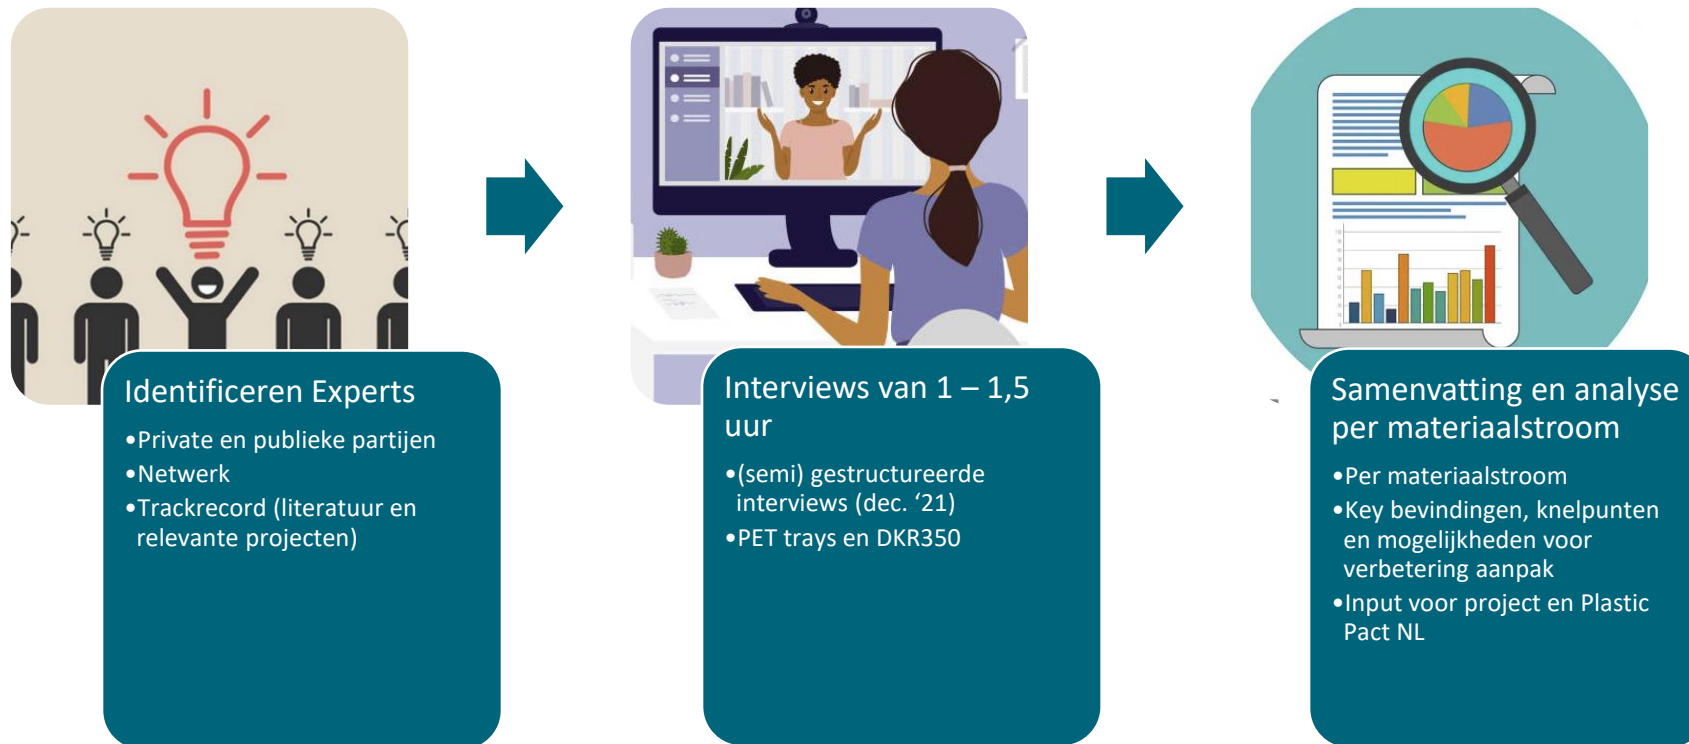 Identificeren Experts
•Private en publieke partijen
•Netwerk
•Trackrecord (literatuur en
relevante projecten)
Interviews van 1 – 1,5
uur
•(semi) gestructureerde
interviews (dec. ‘21)
•PET trays en DKR350
Samenvatting en analyse
per materiaalstroom
•Per materiaalstroom
•Key bevindingen, knelpunten
en mogelijkheden voor
verbetering aanpak
•Input voor project en Plastic
Pact NL